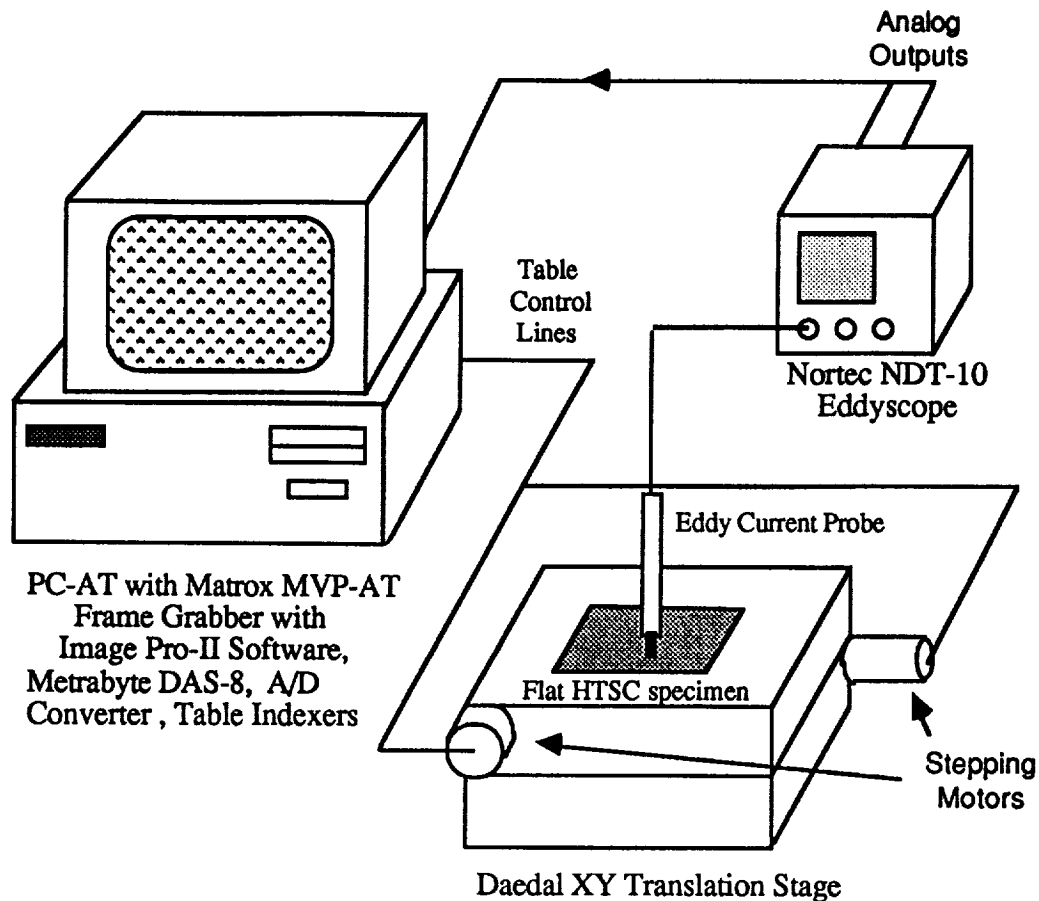 Analog
Outputs
Table
Control
Lines
Nortec NDT-10
Eddyscope
Eddy Current Probe
PC-AT with Matrox MVP-AT
Frame Grabber with
Image Pro-II Software,
Metrabyte DAS-8, A/D
Converter , Table Indexers
Flat HTSC specimen
Stepping
Motors
Daedal XY Translation Stage